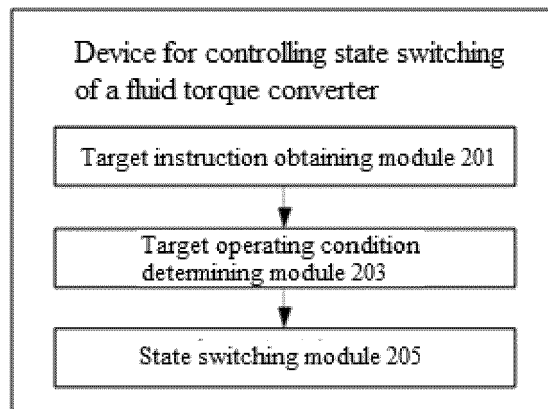 Device for controlling state switching
of a fluid torque converter
Target instruction obtaining module 201
Target operating condition
determining module 203
State switching module 205